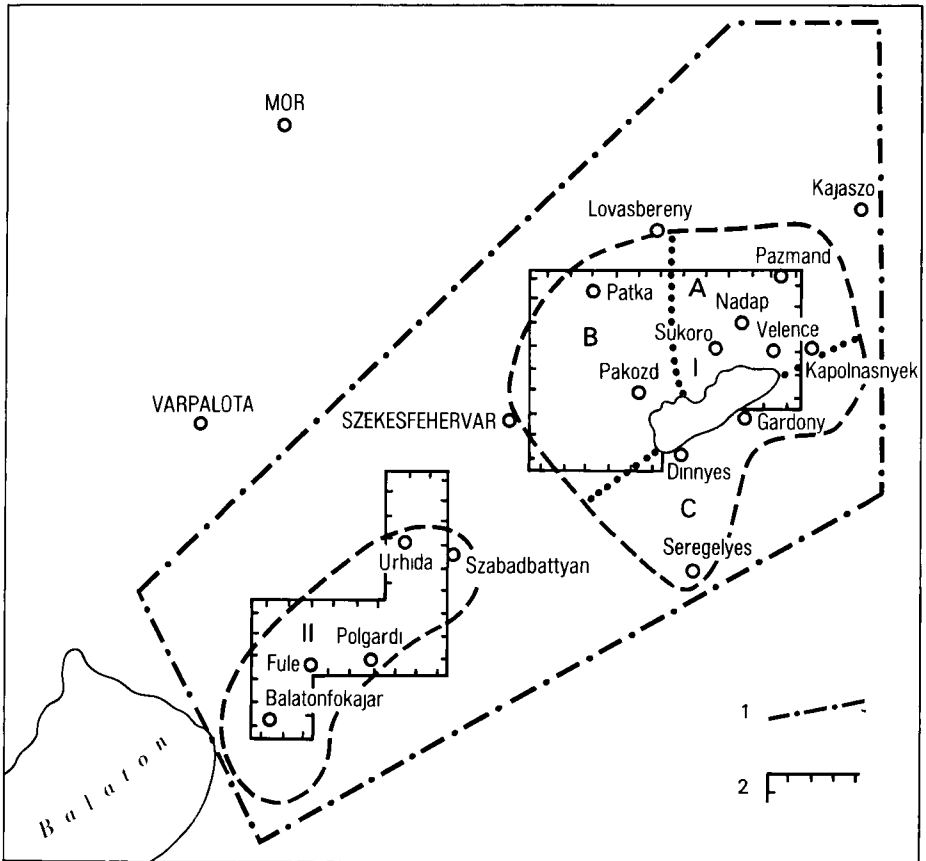 MOR
Kajaszo
Lovasbereny
Pazmand
A
Patka
Nadap
B
Sukoro
Velence
I
Kapolnasnyek
Pakozd
VARPALOTA
SZEKESFEHERVAR
Gardony
Dinnyes
C
Seregelyes
Urhida
Szabadbattyan
II
Polgardi
Fule
Balatonfokajar
1
Balaton
2